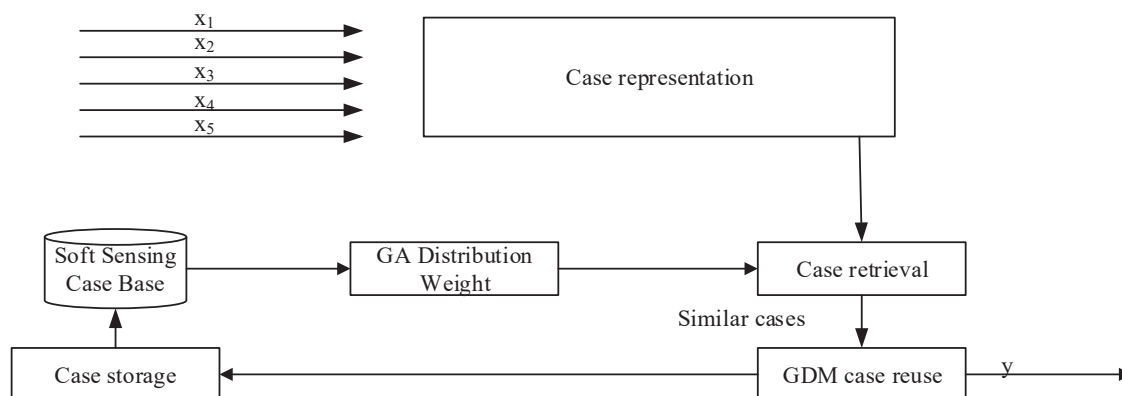 x1
x2
x3
x4
x5
Case representation
Soft Sensing
Case Base
GA Distribution
Weight
Case retrieval
Similar cases
Case storage
GDM case reuse
y